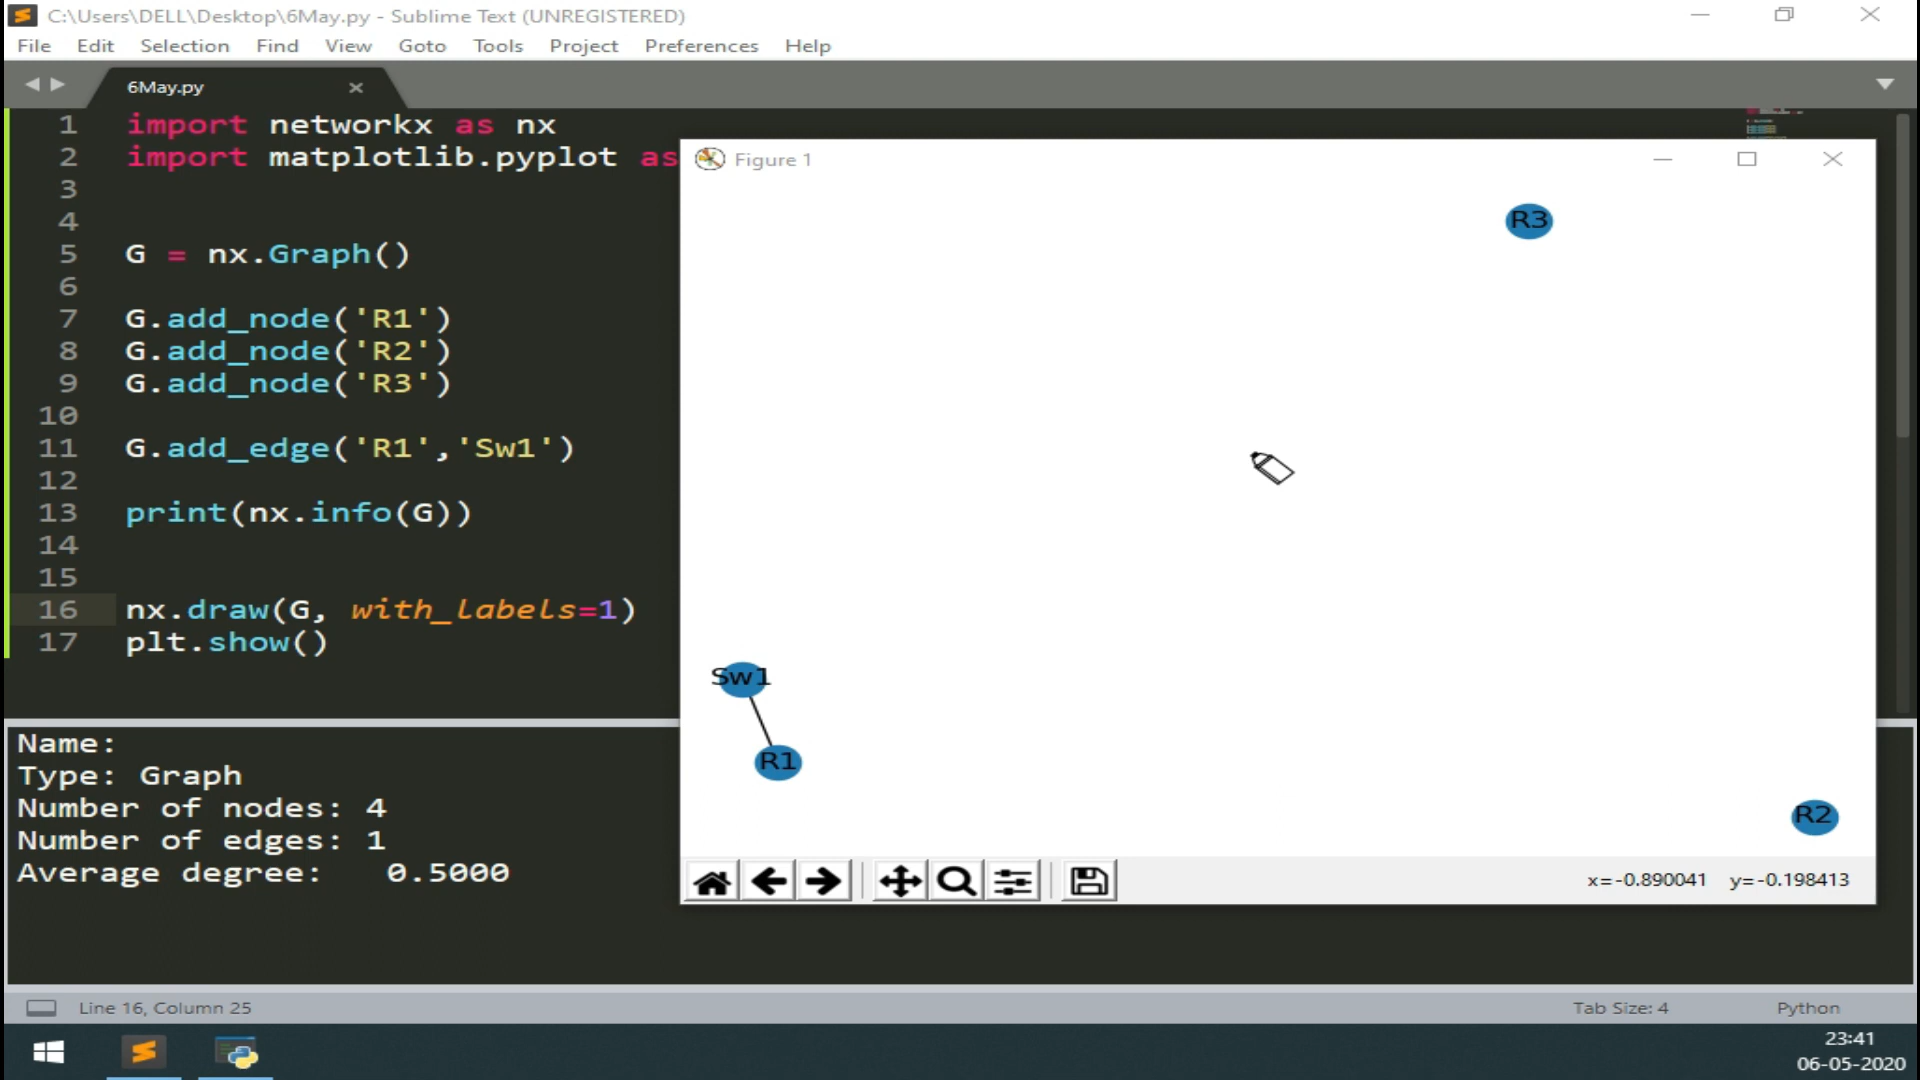 C:\Users\DELL\Desktop\6May.py - Sublime Text (UNREGISTERED)
File Edit Selection Find View Goto Tools Project Preferences Help
6May.py
1 import networkx as nx
2 import matplotlib.pyplot as
3
4
5 G = nx.Graph()
6
7 G.add_node('R1')
8 G.add_node('R2')
9 G.add_node('R3')
10
11 G.add_edge('R1','Sw1')
12
13 print(nx.info(G))
14
15
16 nx.draw(G, with_labels=1)
17 plt.show()
Figure 1
R3
Sw1
R1
R2
x=-0.890041 y=-0.198413
Name:
Type: Graph
Number of nodes: 4
Number of edges: 1
Average degree: 0.5000
Line 16, Column 25
Tab Size: 4
Python
23:41
06-05-2020